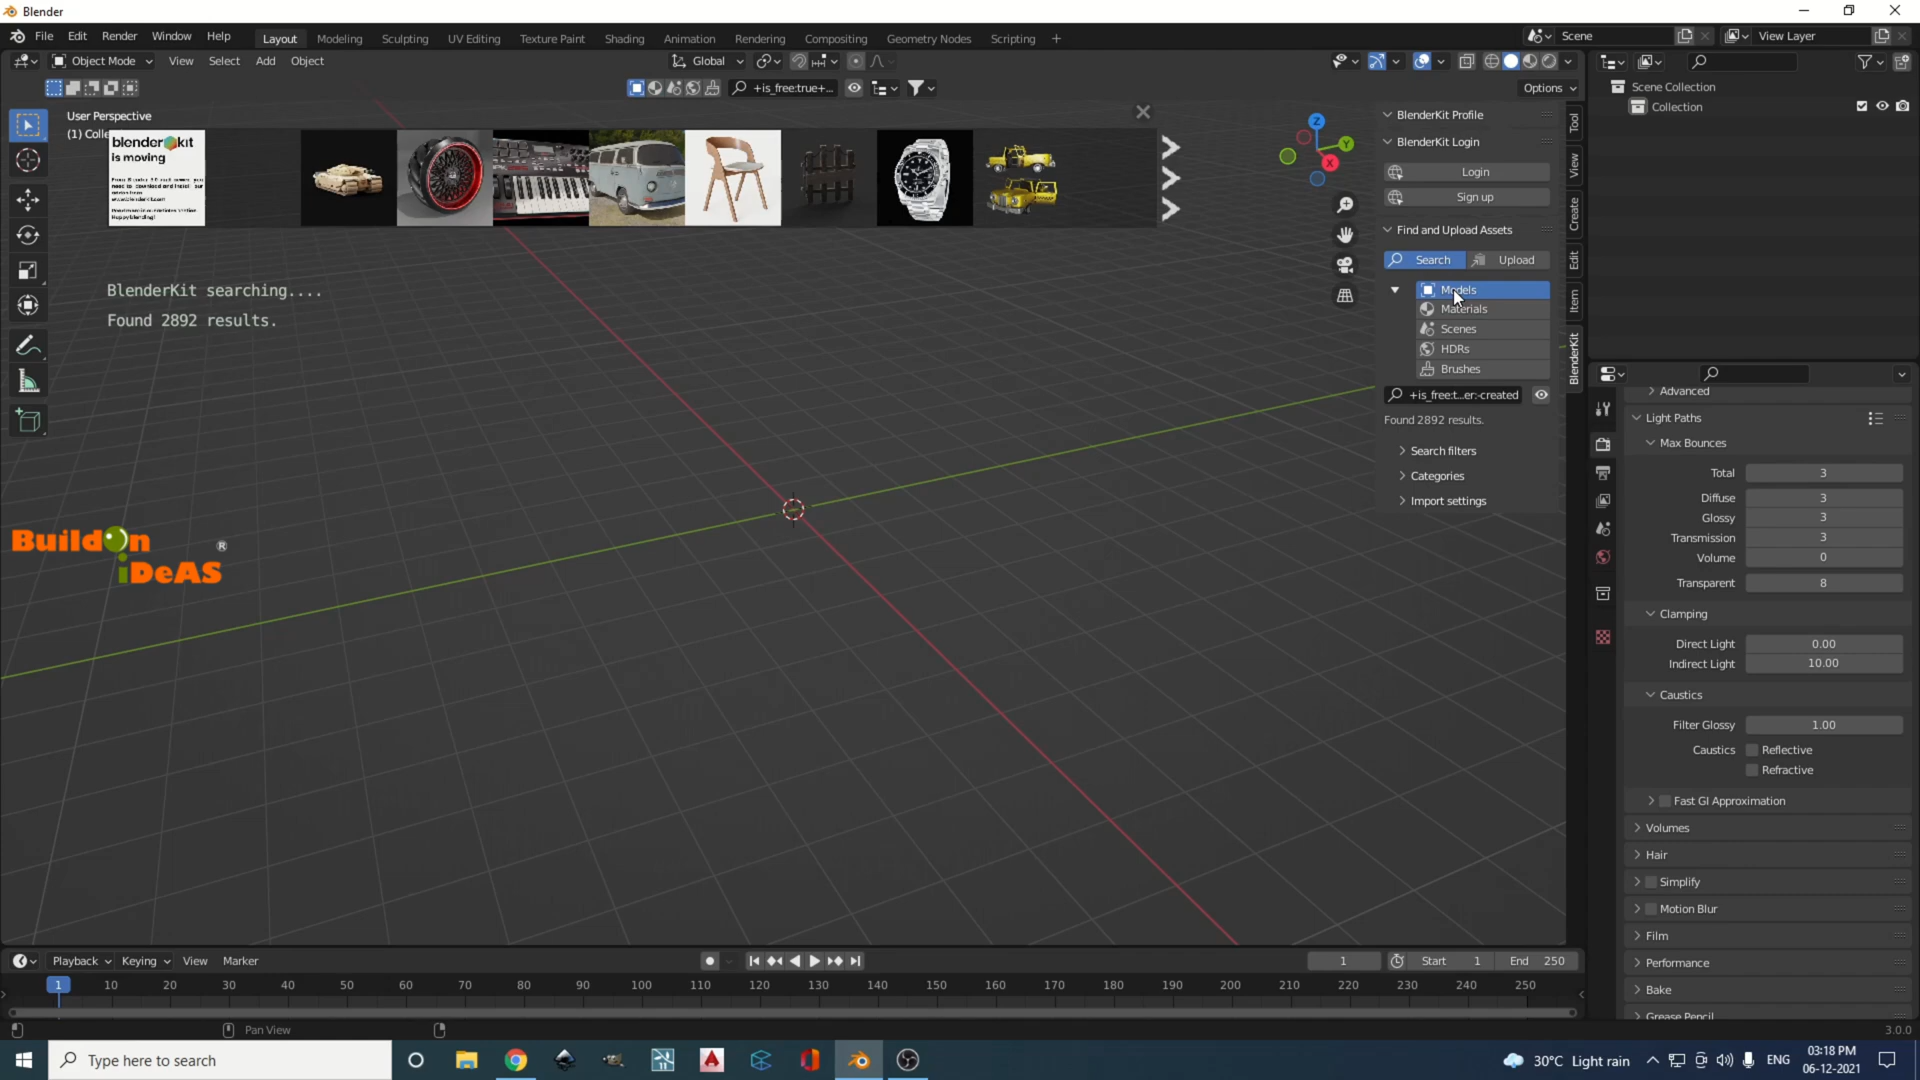 Blender
File Edit Render Window Help
Layout Modeling Sculpting UV Editing Texture Paint Shading Animation Rendering Compositing Geometry Nodes Scripting +
Scene
View Layer
Object Mode View Select Add Object
Global
+is_free:true+...
Options
User Perspective
(1) Colle
blenderkit
is moving
BlenderKit searching....
Found 2892 results.
BuildOn
iDeAS ®
Z
Y
X
BlenderKit Profile
BlenderKit Login
Login
Sign up
Find and Upload Assets
Search Upload
Models
Materials
Scenes
HDRs
Brushes
+is_free:t...er:-created
Found 2892 results.
Search filters
Categories
Import settings
Tool
View
Create
Edit
Item
BlenderKit
Scene Collection
Collection
Advanced
Light Paths
Max Bounces
Total 3
Diffuse 3
Glossy 3
Transmission 3
Volume 0
Transparent 8
Clamping
Direct Light 0.00
Indirect Light 10.00
Caustics
Filter Glossy 1.00
Caustics Reflective
Refractive
Fast GI Approximation
Volumes
Hair
Simplify
Motion Blur
Film
Performance
Bake
Grease Pencil
Playback Keying View Marker
1 Start 1 End 250
1 10 20 30 40 50 60 70 80 90 100 110 120 130 140 150 160 170 180 190 200 210 220 230 240 250
Pan View
3.0.0
Type here to search
30°C Light rain
ENG
03:18 PM
06-12-2021